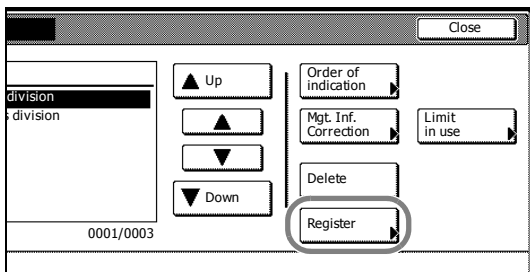 Close
division
s division
0001/0003
▲ Up
▲
▼
▼ Down
Order of
indication
Mgt. Inf.
Correction
Limit
in use
Delete
Register